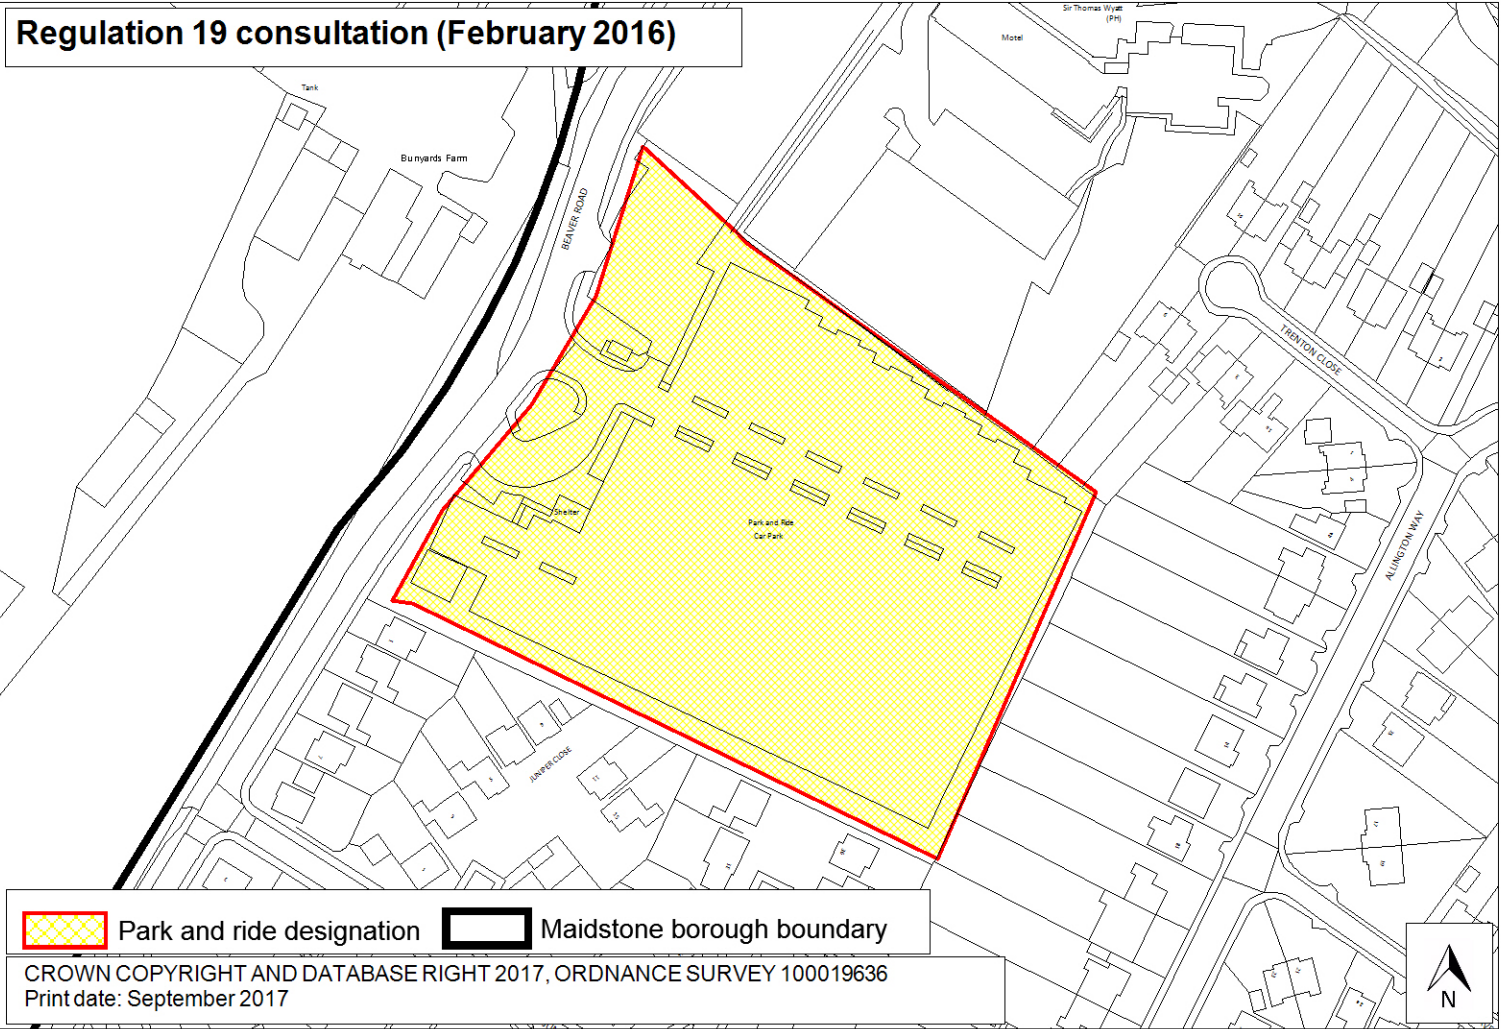 Regulation 19 consultation (February 2016)
Sir Thomas Wyatt
(PH)
Motel
Tank
Bunyards Farm
BEAVER ROAD
TRENTON CLOSE
ALLINGTON WAY
Shelter
Park and Ride
Car Park
JUNIPER CLOSE
Park and ride designation
Maidstone borough boundary
CROWN COPYRIGHT AND DATABASE RIGHT 2017, ORDNANCE SURVEY 100019636
Print date: September 2017
N